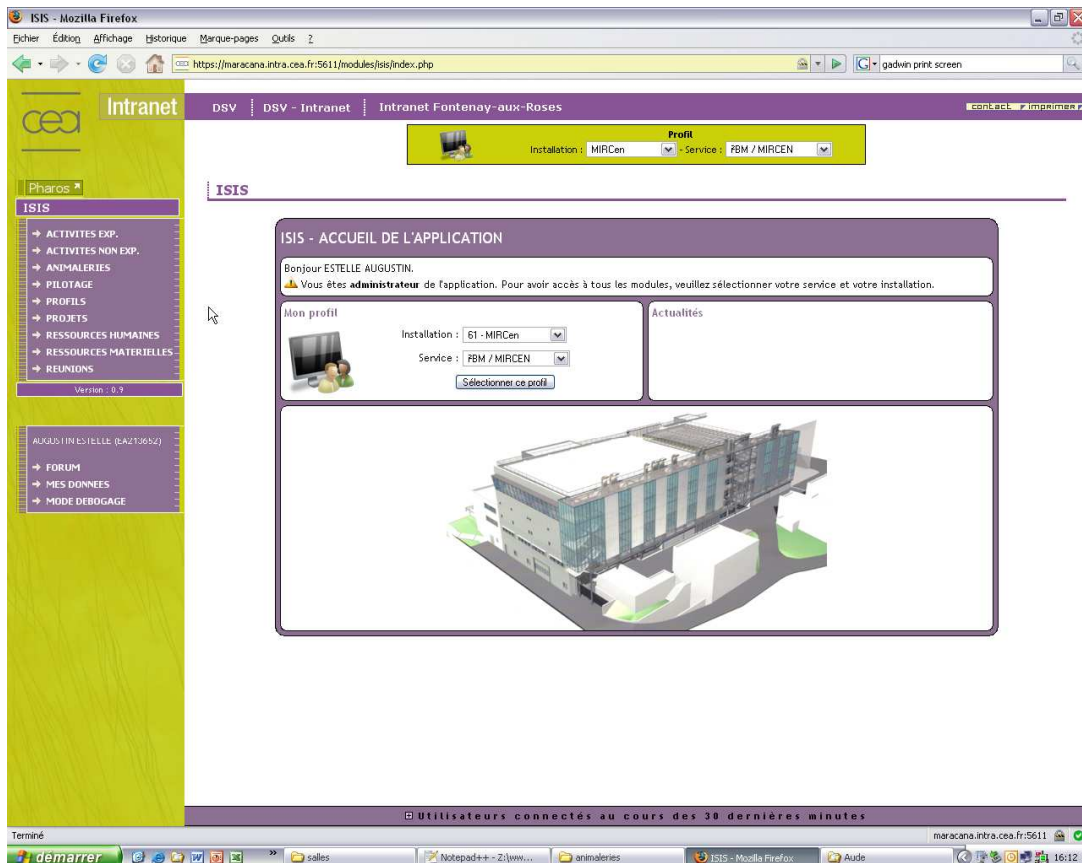 ISIS - Mozilla Firefox
Fichier Édition Affichage Historique Marque-pages Outils ?
https://maracana.intra.cea.fr:5611/modules/isis/index.php
gadwin print screen
cea
Intranet
DSV DSV - Intranet Intranet Fontenay-aux-Roses
contact imprimer
Profil
Installation : MIRCen - Service : I²BM / MIRCEN
Pharos
ISIS
ISIS
ACTIVITES EXP.
ACTIVITES NON EXP.
ANIMALERIES
PILOTAGE
PROFILS
PROJETS
RESSOURCES HUMAINES
RESSOURCES MATERIELLES
REUNIONS
Version : 0.9
AUGUSTIN ESTELLE (EA213652)
FORUM
MES DONNEES
MODE DEBOGAGE
ISIS - ACCUEIL DE L'APPLICATION
Bonjour ESTELLE AUGUSTIN.
Vous êtes administrateur de l'application. Pour avoir accès à tous les modules, veuillez sélectionner votre service et votre installation.
Mon profil
Installation : 61 - MIRCen
Service : I²BM / MIRCEN
Sélectionner ce profil
Actualités
Utilisateurs connectés au cours des 30 dernières minutes
Terminé
maracana.intra.cea.fr:5611
démarrer
»
salles
Notepad++ - Z:\ww...
animaleries
ISIS - Mozilla Firefox
Aude
16:12